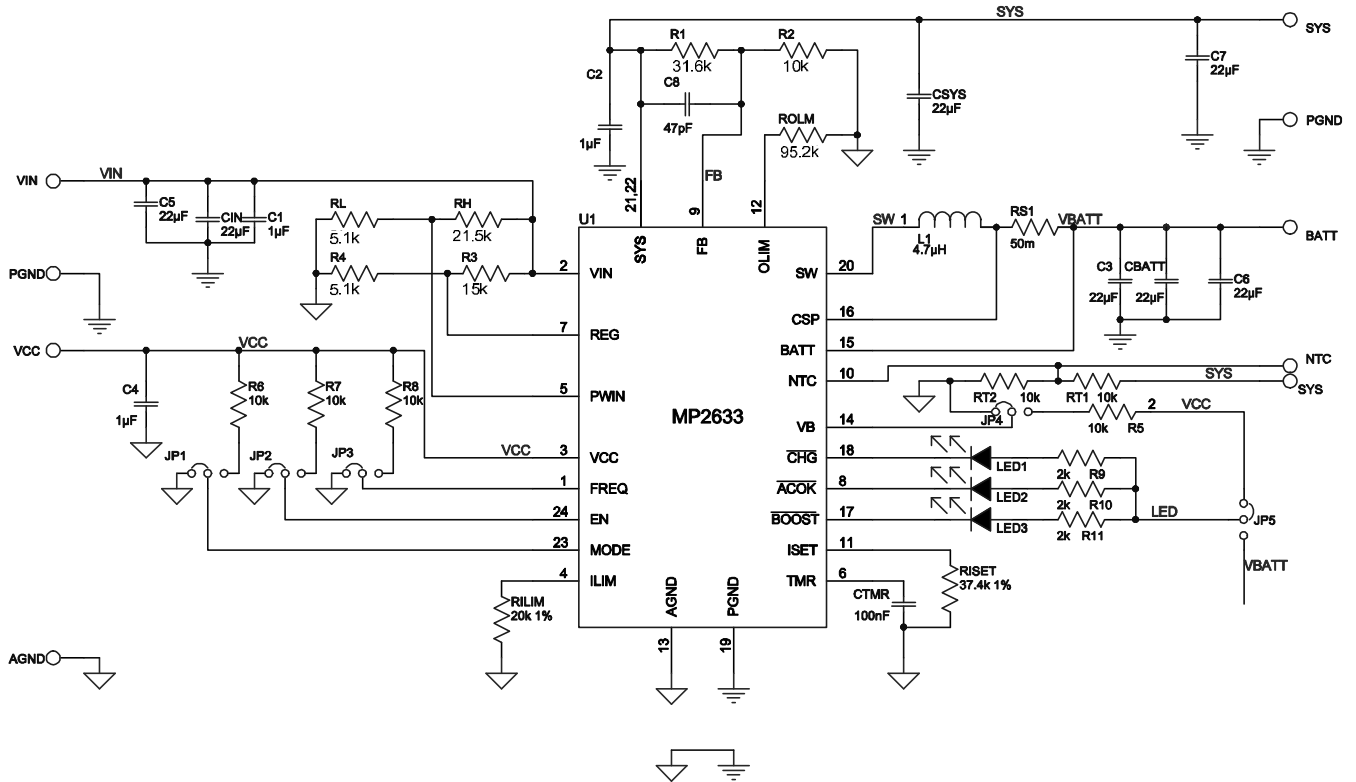 SYS
SYS
R1
31.6k
R2
10k
C2
1µF
C8
47pF
CSYS
22µF
C7
22µF
ROLM
95.2k
PGND
VIN
VIN
C5
22µF
CIN
22µF
C1
1µF
21,22
9
FB
12
RL
5.1k
RH
21.5k
R4
5.1k
R3
15k
U1
SYS
FB
OLIM
SW 1
L1
4.7µH
RS1
50m
VBATT
BATT
PGND
2
VIN
SW
20
C3
22µF
CBATT
22µF
C6
22µF
7
REG
CSP
16
BATT
15
VCC
VCC
C4
1µF
R6
10k
R7
10k
R8
10k
5
PWIN
NTC
10
NTC
SYS
SYS
RT2
10k
RT1
10k
MP2633
VB
14
JP4
10k
R5
2
VCC
JP1
JP2
JP3
VCC
3
VCC
CHG
18
LED1
2k
R9
1
FREQ
ACOK
8
LED2
2k
R10
24
EN
BOOST
17
LED3
2k
R11
LED
JP5
VBATT
23
MODE
ISET
11
RISET
37.4k 1%
4
ILIM
TMR
6
CTMR
100nF
RILIM
20k 1%
AGND
PGND
13
19
AGND